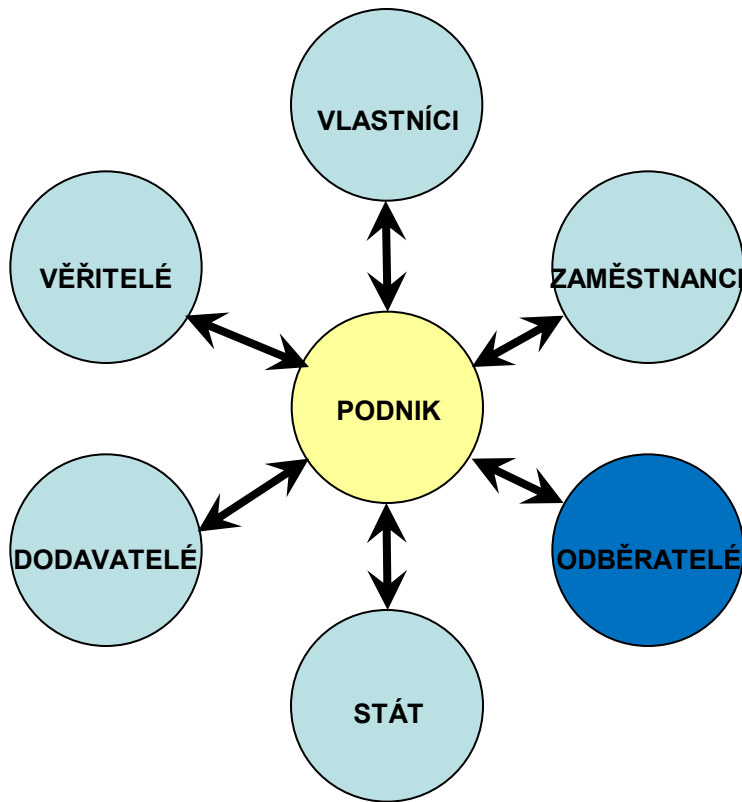 VLASTNÍCI
VĚŘITELÉ
ZAMĚSTNANCI
PODNIK
DODAVATELÉ
ODBĚRATELÉ
STÁT